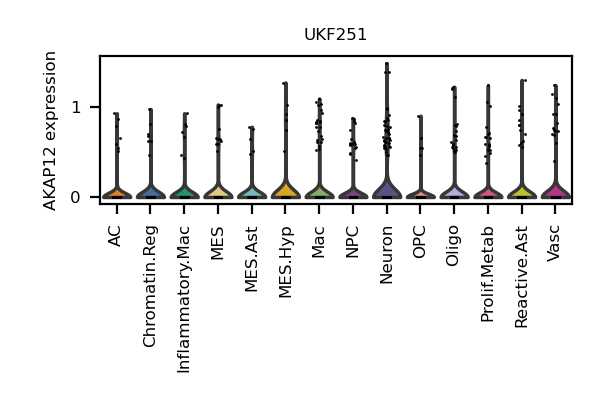 UKF251
AKAP12 expression
1
0
AC
Chromatin.Reg
Inflammatory.Mac
MES
MES.Ast
MES.Hyp
Mac
NPC
Neuron
OPC
Oligo
Prolif.Metab
Reactive.Ast
Vasc